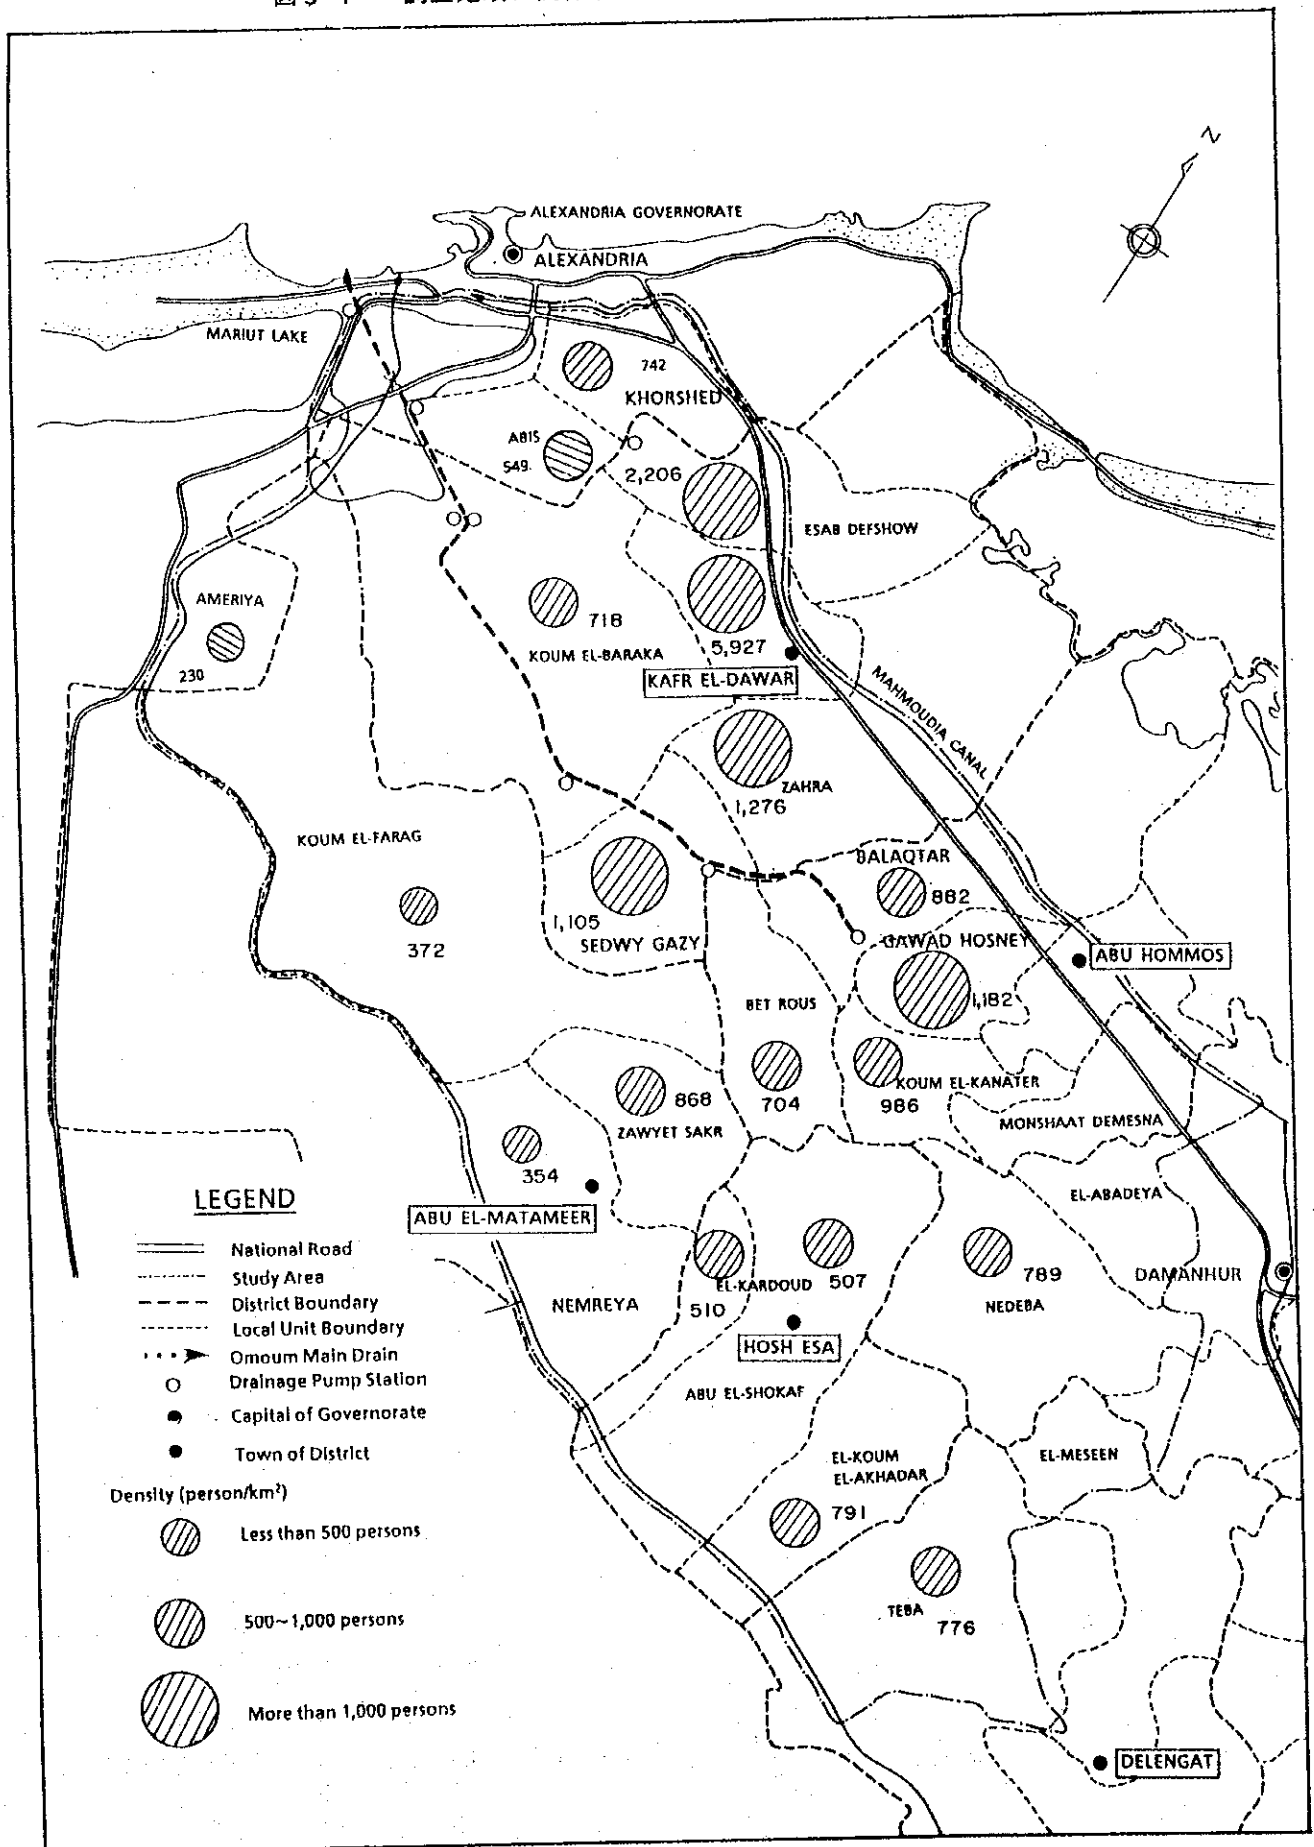 N
ALEXANDRIA GOVERNORATE
ALEXANDRIA
MARIUT LAKE
742
KHORSHED
ABIS
549.
2,206
ESAB DEFSHOW
AMERIYA
230
718
KOUM EL-BARAKA
5,927
KAFR EL-DAWAR
MAHMOUDIA CANAL
ZAHRA
1,276
KOUM EL-FARAG
372
1,105
SEDWY GAZY
BALAQTAR
882
GAWAD HOSNEY
1,182
ABU HOMMOS
BET ROUS
704
KOUM EL-KANATER
986
868
ZAWYET SAKR
MONSHAAT DEMESNA
354
ABU EL-MATAMEER
EL-ABADEYA
DAMANHUR
EL-KARDOUD
507
510
789
NEDEBA
NEMREYA
HOSH ESA
ABU EL-SHOKAF
EL-KOUM
EL-AKHADAR
791
EL-MESEEN
TEBA
776
DELENGAT
LEGEND
National Road
Study Area
District Boundary
Local Unit Boundary
Omoum Main Drain
Drainage Pump Station
Capital of Governorate
Town of District
Density (person/km²)
Less than 500 persons
500~1,000 persons
More than 1,000 persons